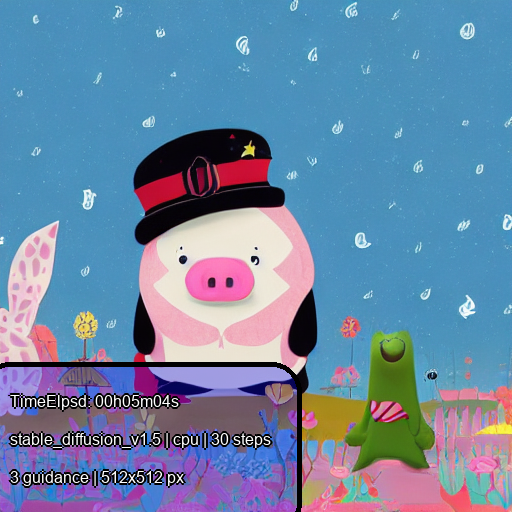 TimeElpsd: 00h05m04s
stable_diffusion_v1.5 | cpu | 30 steps
3 guidance | 512x512 px